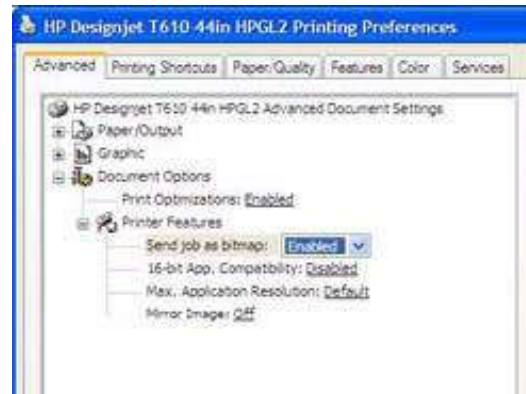 HP Designjet T610 44in HPGL2 Printing Preferences
Advanced Printing Shortcuts Paper/Quality Features Color Services
HP Designjet T610 44in HPGL2 Advanced Document Settings
Paper/Output
Graphic
Document Options
Print Optimizations: Enabled
Printer Features
Send job as bitmap: Enabled
16-bit App. Compatibility: Disabled
Max. Application Resolution: Default
Mirror Image: Off